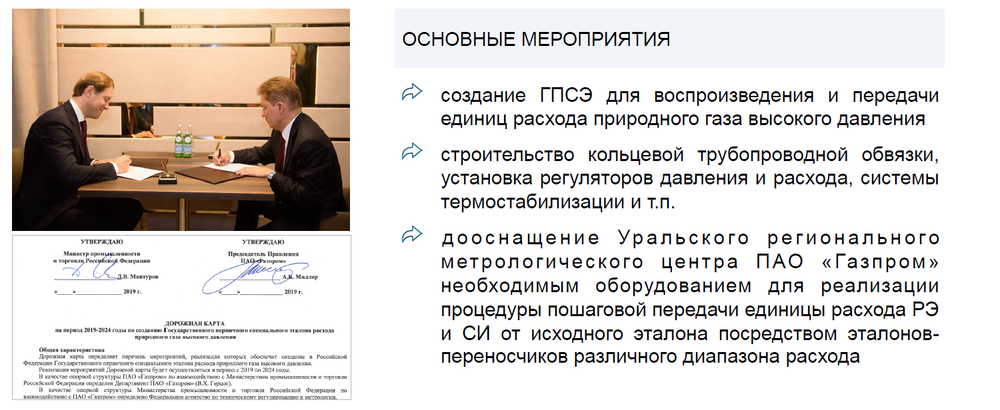 ОСНОВНЫЕ МЕРОПРИЯТИЯ
создание ГПСЭ для воспроизведения и передачи
единиц расхода природного газа высокого давления
строительство кольцевой трубопроводной обвязки,
установка регуляторов давления и расхода, системы
термостабилизации и т.п.
дооснащение Уральского регионального
метрологического центра ПАО «Газпром»
необходимым оборудованием для реализации
процедуры пошаговой передачи единицы расхода РЭ
и СИ от исходного эталона посредством эталонов-
переносчиков различного диапазона расхода
УТВЕРЖДАЮ УТВЕРЖДАЮ
Министр промышленности Председатель Правления
и торговли Российской Федерации ПАО «Газпром»
Д.В. Мантуров А.Б. Миллер
«____»_______________ 2019 г. «____»_______________ 2019 г.
ДОРОЖНАЯ КАРТА
на период 2019-2024 годы по созданию Государственного первичного специального эталона расхода
природного газа высокого давления
Общая характеристика
Дорожная карта определяет перечень мероприятий, реализация которых обеспечит создание в Российской
Федерации Государственного первичного специального эталона расхода природного газа высокого давления.
Реализация мероприятий Дорожной карты будет осуществляться в период с 2019 по 2024 годы.
В качестве опорной структуры ПАО «Газпром» по взаимодействию с Министерством промышленности и торговли
Российской Федерации определен Департамент ПАО «Газпром» (В.Х. Герцог).
В качестве опорной структуры Министерства промышленности и торговли Российской Федерации по
взаимодействию с ПАО «Газпром» определено Федеральное агентство по техническому регулированию и метрологии.